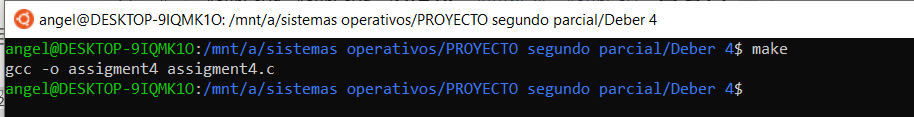 angel@DESKTOP-9IQMK1O: /mnt/a/sistemas operativos/PROYECTO segundo parcial/Deber 4
angel@DESKTOP-9IQMK1O:/mnt/a/sistemas operativos/PROYECTO segundo parcial/Deber 4$ make
gcc -o assigment4 assigment4.c
angel@DESKTOP-9IQMK1O:/mnt/a/sistemas operativos/PROYECTO segundo parcial/Deber 4$